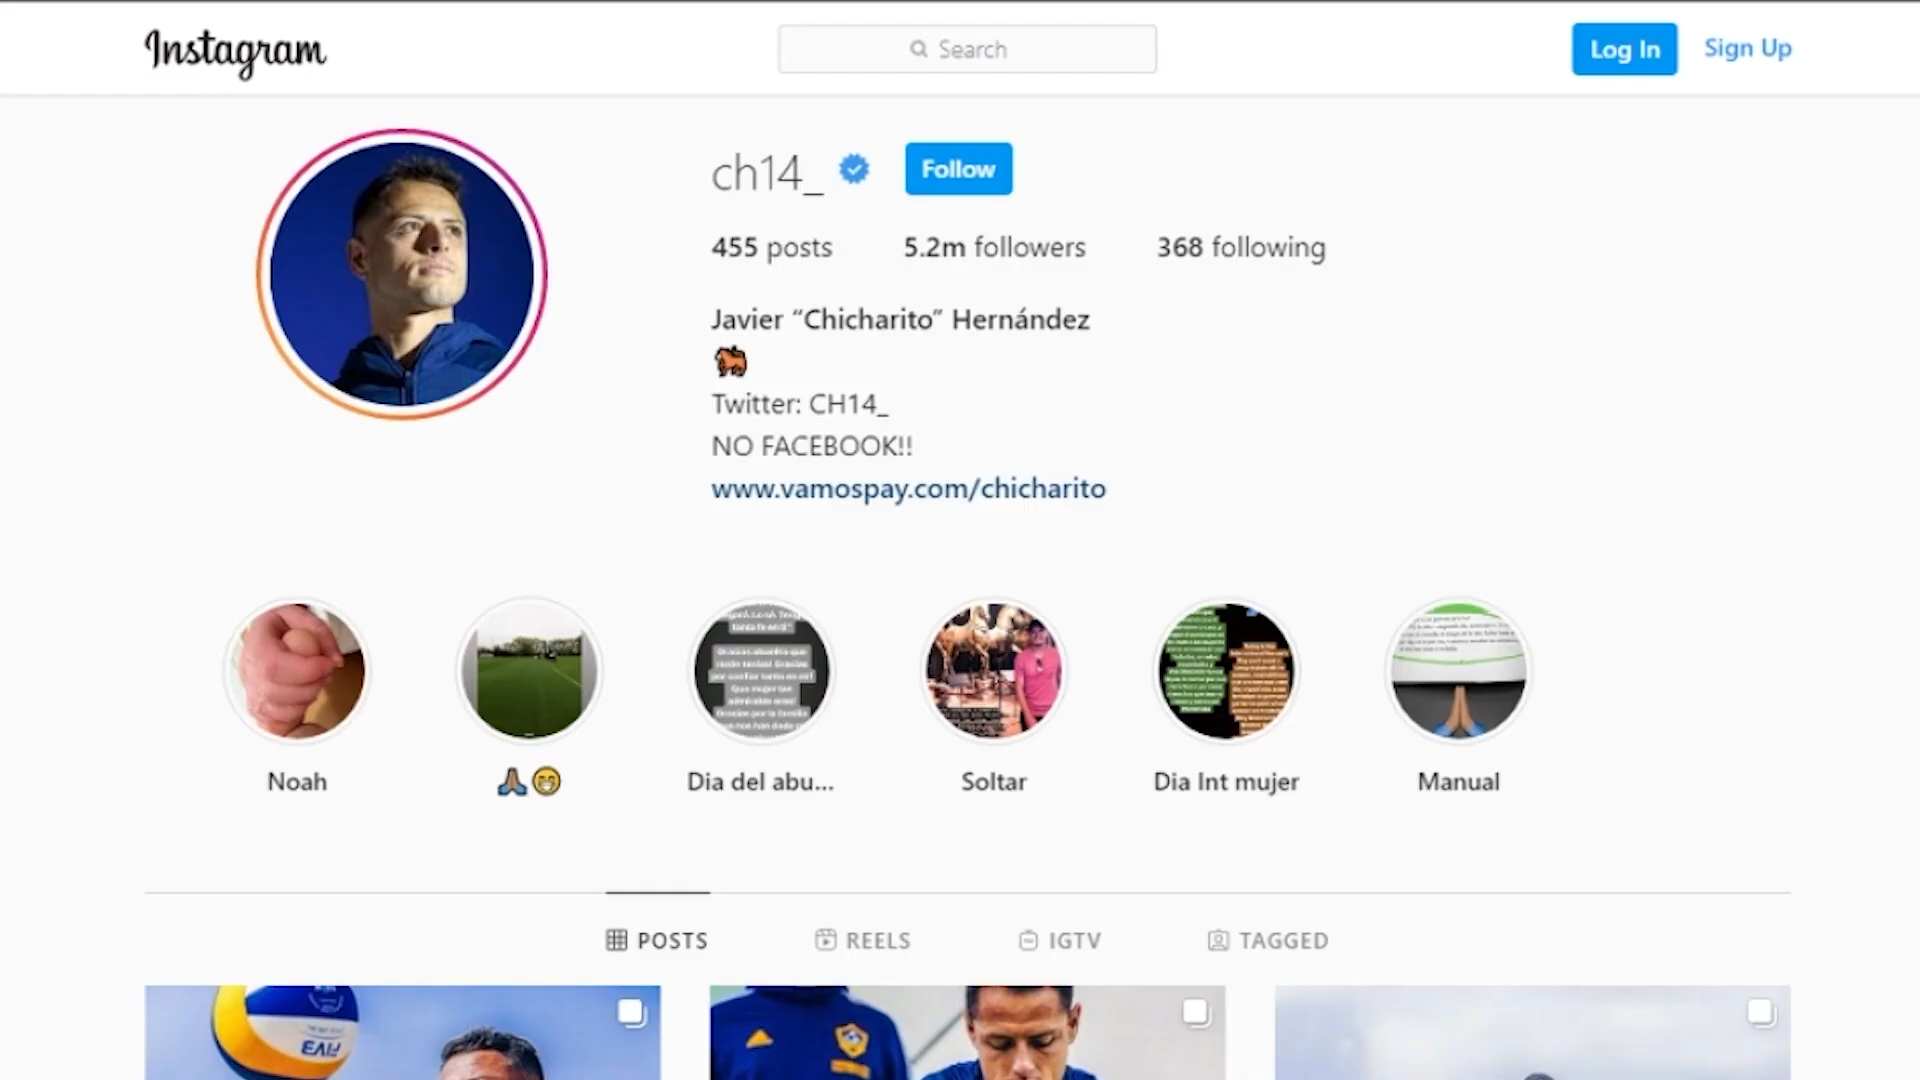 Instagram
Search
Log In
Sign Up
ch14_
Follow
455 posts
5.2m followers
368 following
Javier “Chicharito” Hernández
Twitter: CH14_
NO FACEBOOK!!
www.vamospay.com/chicharito
Noah
🙏🏽😁
Dia del abu...
Soltar
Dia Int mujer
Manual
POSTS
REELS
IGTV
TAGGED